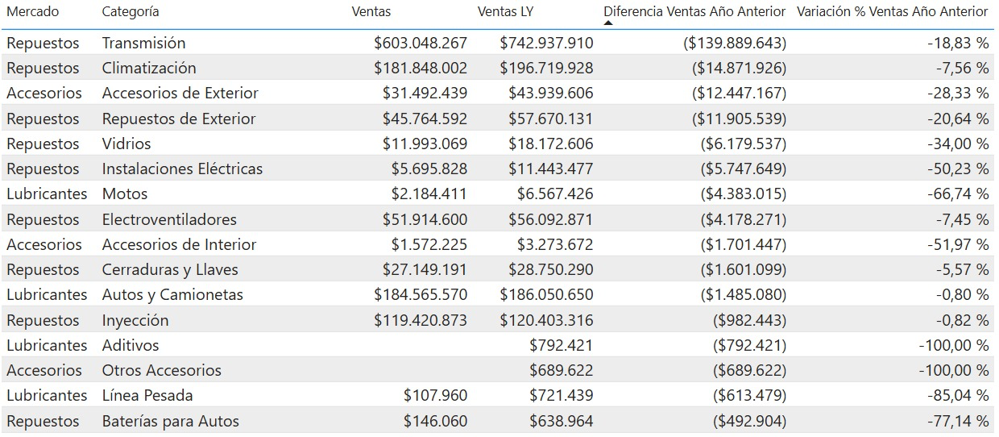 Mercado Categoría Ventas Ventas LY Diferencia Ventas Año Anterior Variación % Ventas Año Anterior
Repuestos Transmisión $603.048.267 $742.937.910 ($139.889.643) -18,83 %
Repuestos Climatización $181.848.002 $196.719.928 ($14.871.926) -7,56 %
Accesorios Accesorios de Exterior $31.492.439 $43.939.606 ($12.447.167) -28,33 %
Repuestos Repuestos de Exterior $45.764.592 $57.670.131 ($11.905.539) -20,64 %
Repuestos Vidrios $11.993.069 $18.172.606 ($6.179.537) -34,00 %
Repuestos Instalaciones Eléctricas $5.695.828 $11.443.477 ($5.747.649) -50,23 %
Lubricantes Motos $2.184.411 $6.567.426 ($4.383.015) -66,74 %
Repuestos Electroventiladores $51.914.600 $56.092.871 ($4.178.271) -7,45 %
Accesorios Accesorios de Interior $1.572.225 $3.273.672 ($1.701.447) -51,97 %
Repuestos Cerraduras y Llaves $27.149.191 $28.750.290 ($1.601.099) -5,57 %
Lubricantes Autos y Camionetas $184.565.570 $186.050.650 ($1.485.080) -0,80 %
Repuestos Inyección $119.420.873 $120.403.316 ($982.443) -0,82 %
Lubricantes Aditivos $792.421 ($792.421) -100,00 %
Accesorios Otros Accesorios $689.622 ($689.622) -100,00 %
Lubricantes Línea Pesada $107.960 $721.439 ($613.479) -85,04 %
Repuestos Baterías para Autos $146.060 $638.964 ($492.904) -77,14 %